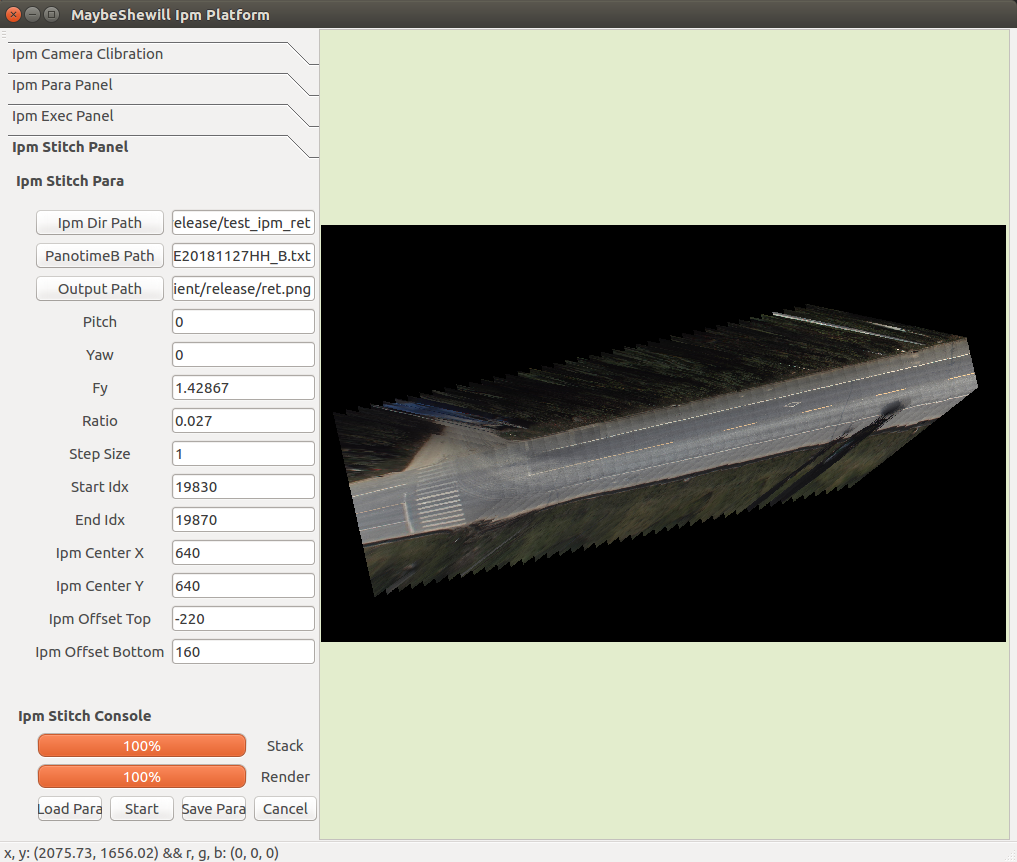 MaybeShewill Ipm Platform
Ipm Camera Clibration
Ipm Para Panel
Ipm Exec Panel
Ipm Stitch Panel
Ipm Stitch Para
Ipm Dir Path elease/test_ipm_ret
PanotimeB Path E20181127HH_B.txt
Output Path ient/release/ret.png
Pitch 0
Yaw 0
Fy 1.42867
Ratio 0.027
Step Size 1
Start Idx 19830
End Idx 19870
Ipm Center X 640
Ipm Center Y 640
Ipm Offset Top -220
Ipm Offset Bottom 160
Ipm Stitch Console
100% Stack
100% Render
Load Para Start Save Para Cancel
x, y: (2075.73, 1656.02) && r, g, b: (0, 0, 0)